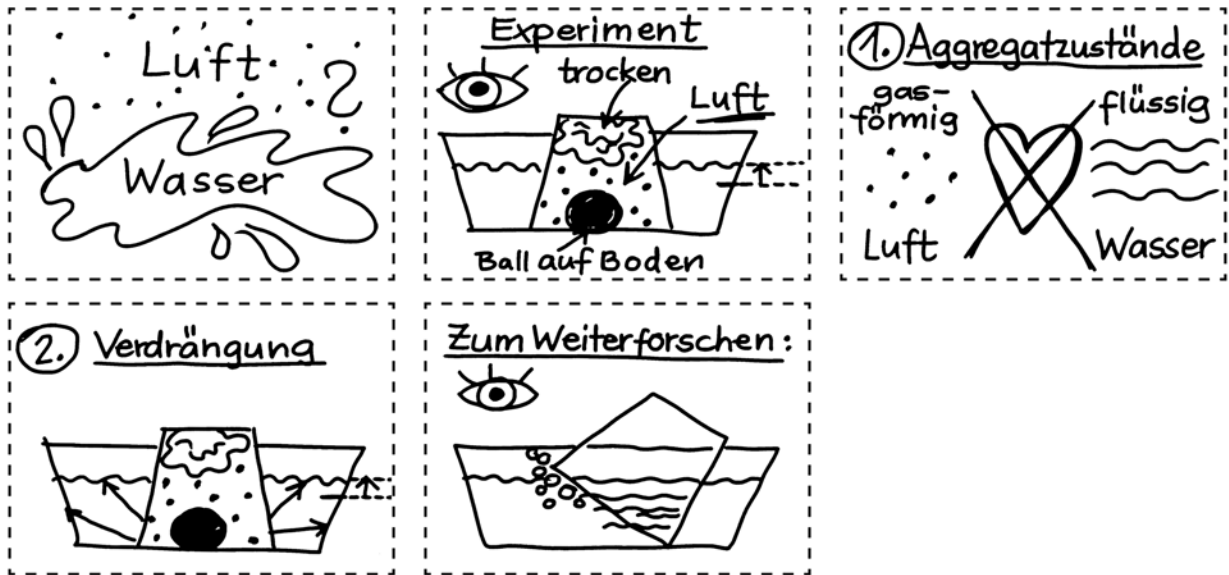 Luft
?
Wasser
Experiment
trocken
Luft
Ball auf Boden
1. Aggregatzustände
gas-
förmig
flüssig
Luft
Wasser
2. Verdrängung
Zum Weiterforschen: